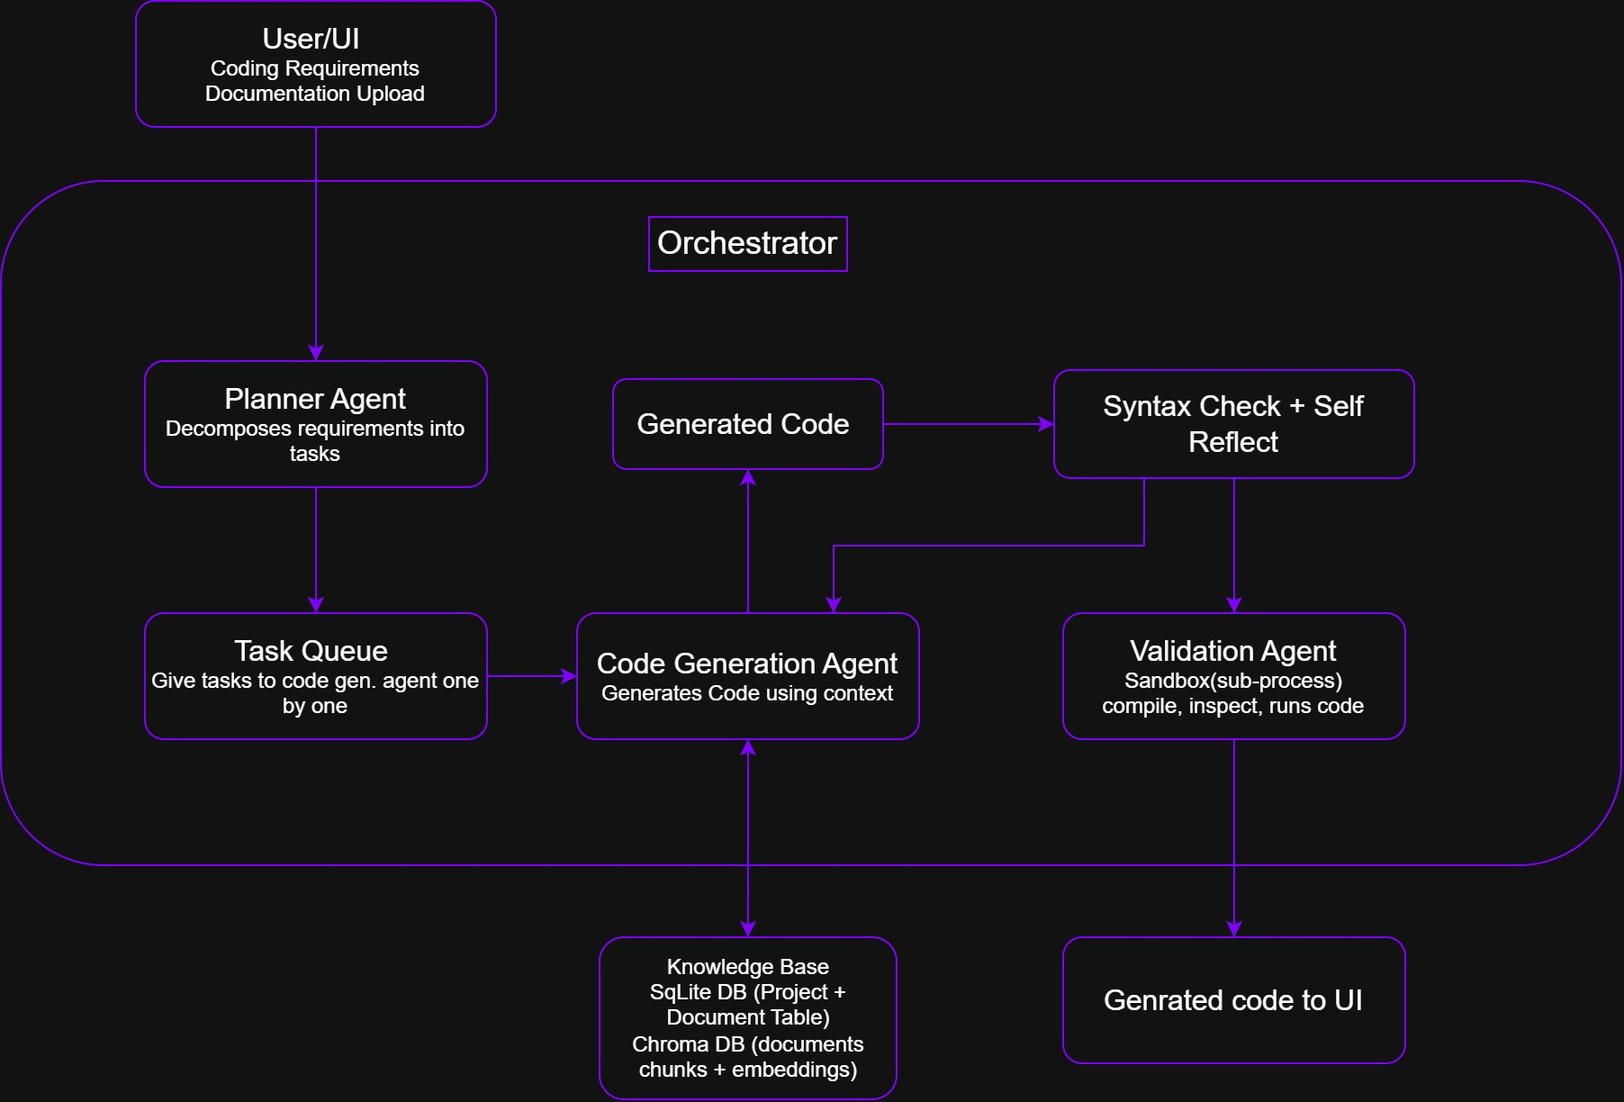 User/UI
Coding Requirements
Documentation Upload
Orchestrator
Planner Agent
Decomposes requirements into
tasks
Generated Code
Syntax Check + Self
Reflect
Task Queue
Give tasks to code gen. agent one
by one
Code Generation Agent
Generates Code using context
Validation Agent
Sandbox(sub-process)
compile, inspect, runs code
Knowledge Base
SqLite DB (Project +
Document Table)
Chroma DB (documents
chunks + embeddings)
Genrated code to UI